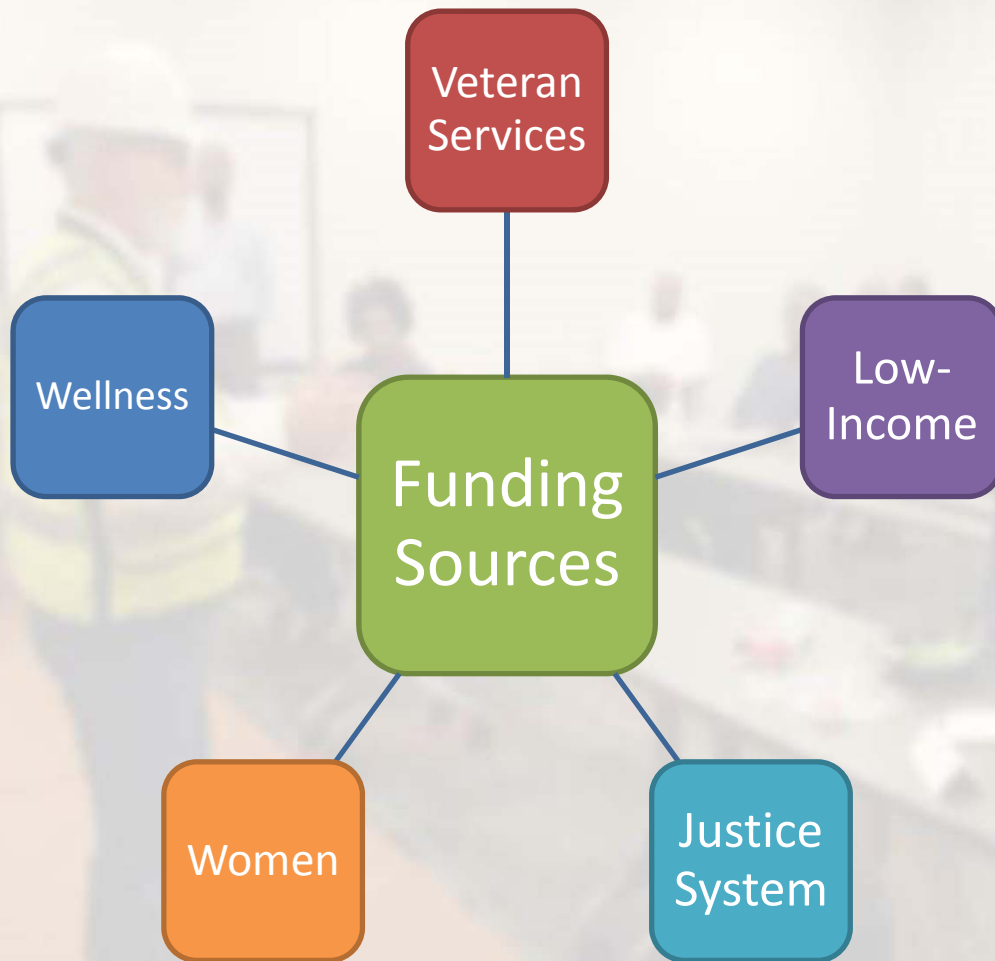 Veteran
Services
Wellness
Low-
Income
Funding
Sources
Women
Justice
System